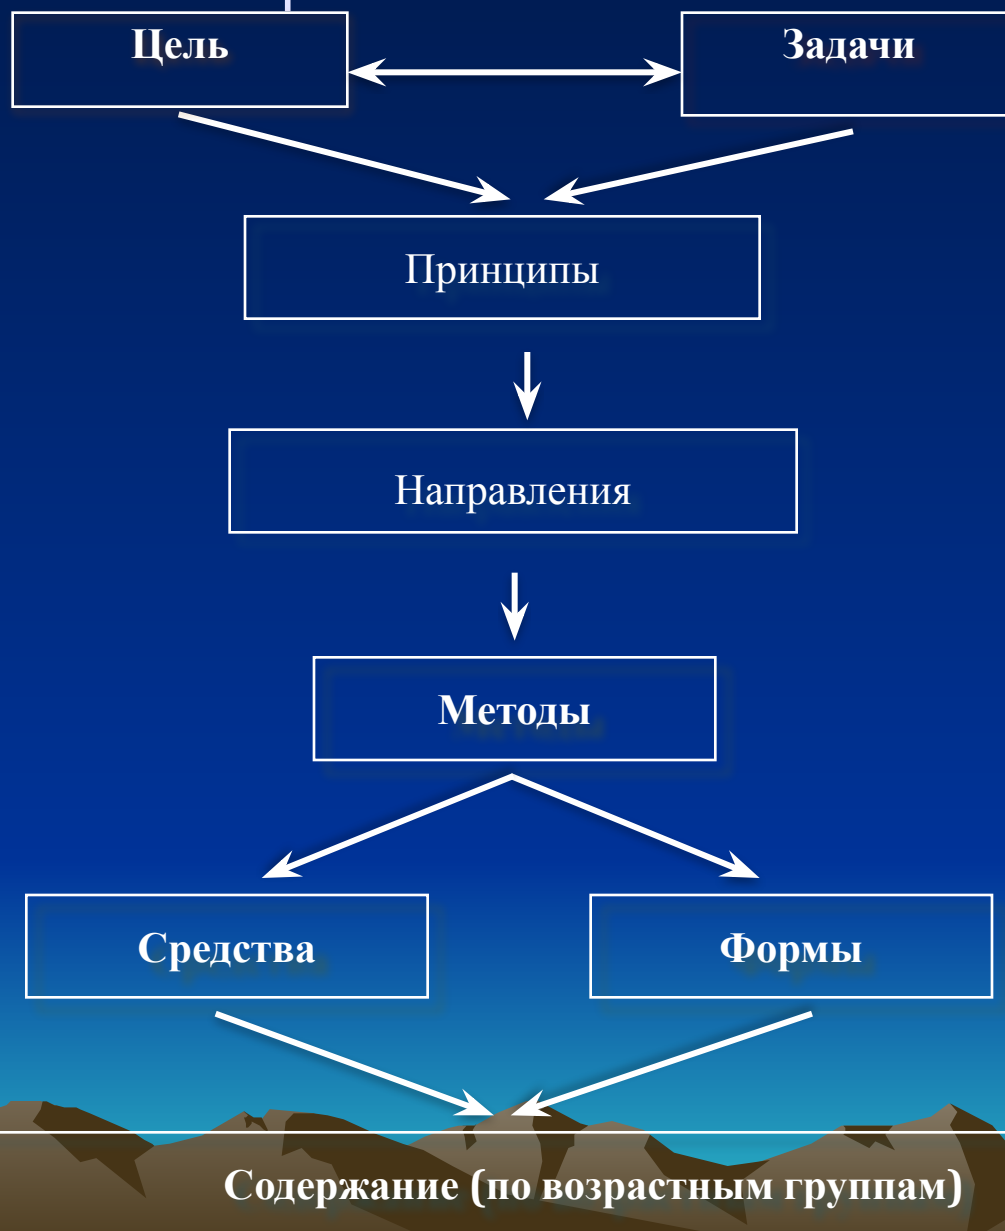 Цель
Задачи
Принципы
Направления
Методы
Средства
Формы
Содержание (по возрастным группам)